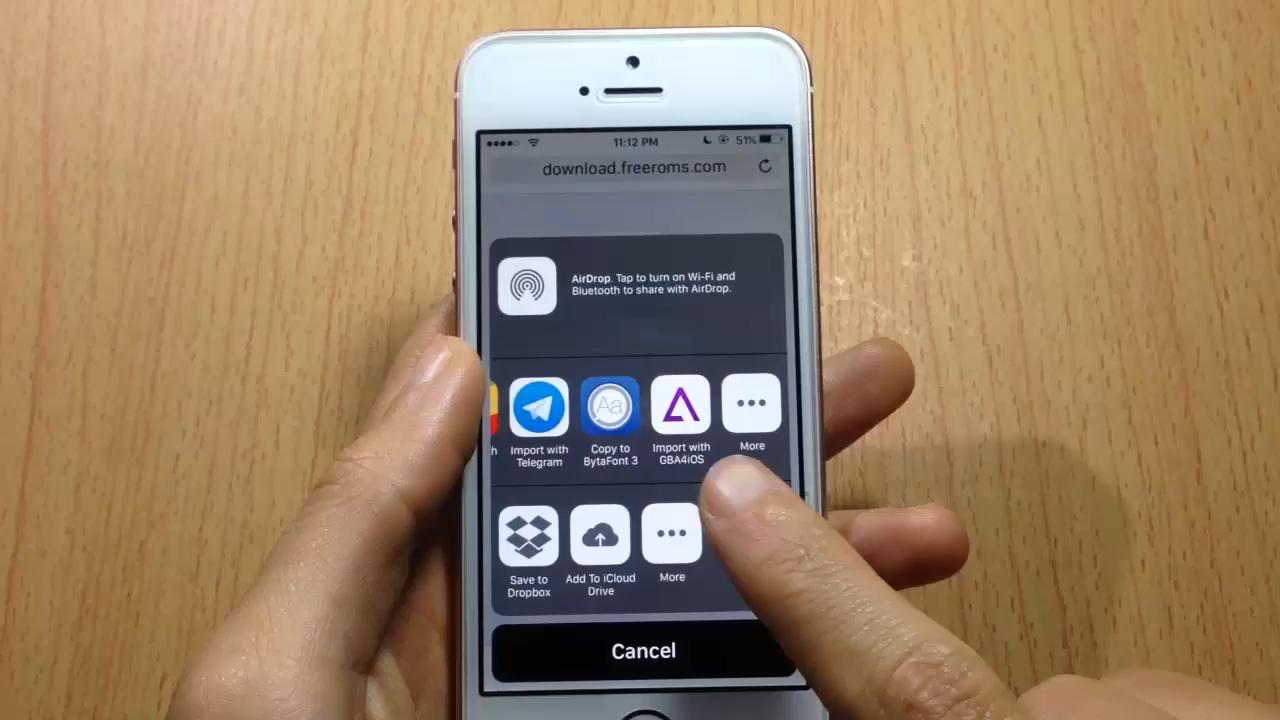 11:12 PM
51%
download.freeroms.com
AirDrop. Tap to turn on Wi-Fi and
Bluetooth to share with AirDrop.
h
Import with
Telegram
Aa
Copy to
BytaFont 3
Import with
GBA4iOS
More
Save to
Dropbox
Add To iCloud
Drive
More
Cancel